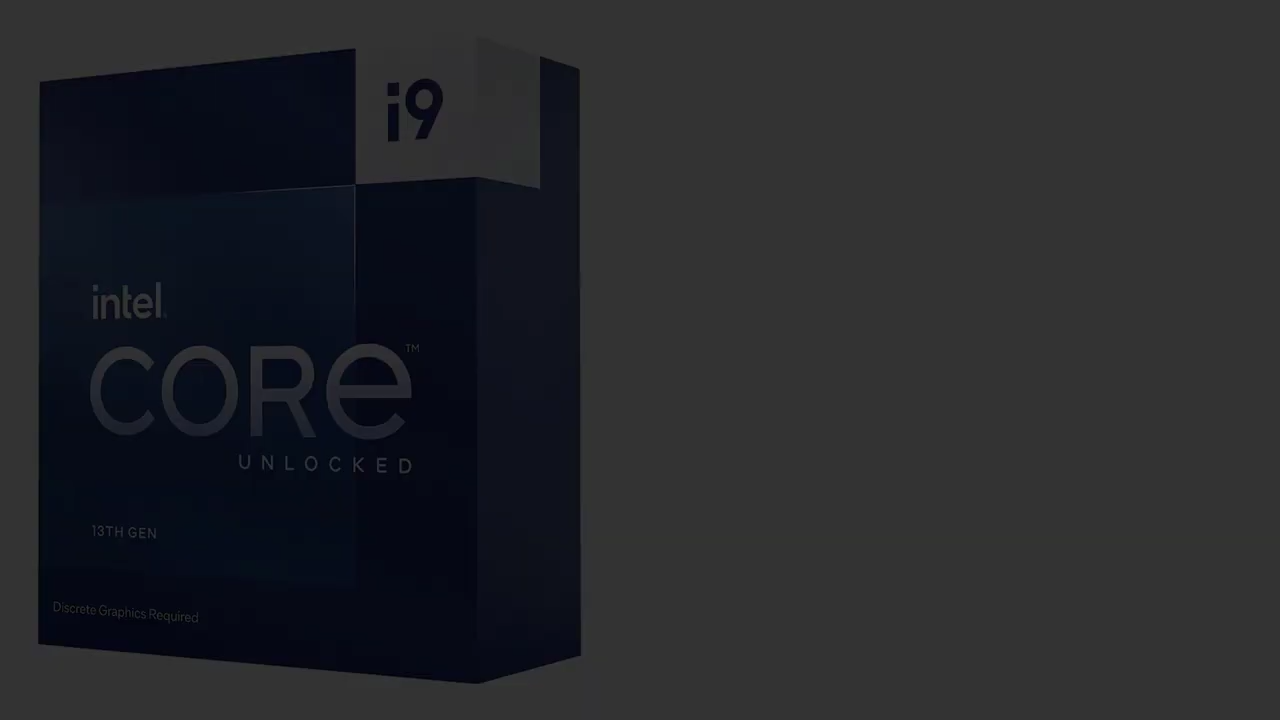 i9
intel.
CORe™
UNLOCKED
13TH GEN
Discrete Graphics Required